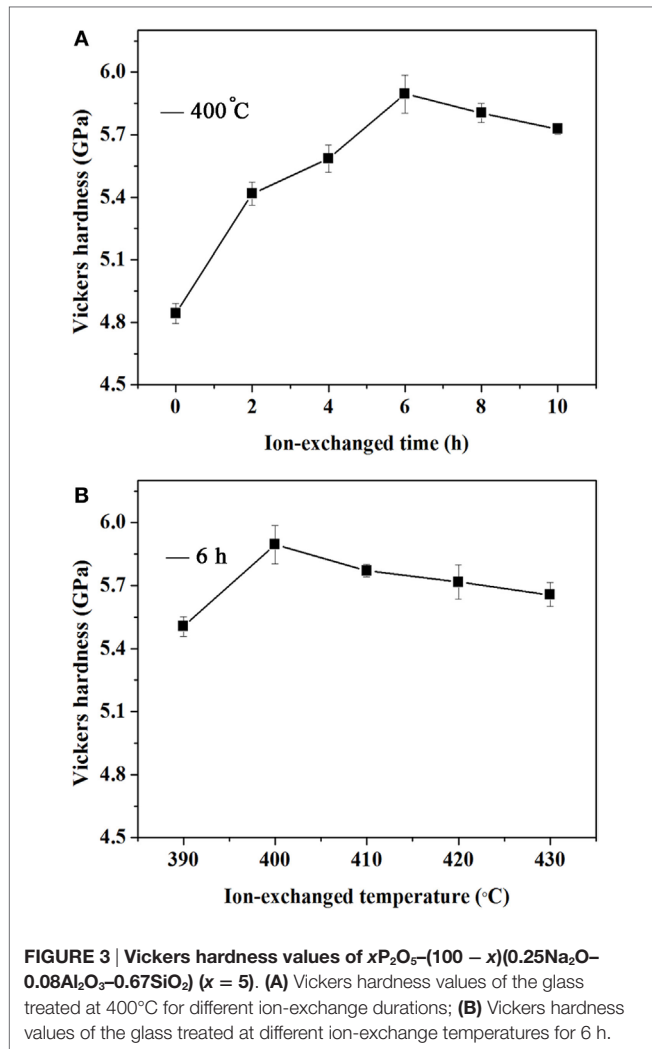 A
6.0
5.7
5.4
5.1
4.8
4.5
Vickers hardness (GPa)
400°C
0 2 4 6 8 10
Ion-exchanged time (h)
B
6.0
5.7
5.4
5.1
4.8
4.5
Vickers hardness (GPa)
6 h
390 400 410 420 430
Ion-exchanged temperature (°C)
FIGURE 3 | Vickers hardness values of xP₂O₅–(100 − x)(0.25Na₂O–
0.08Al₂O₃–0.67SiO₂) (x = 5). (A) Vickers hardness values of the glass
treated at 400°C for different ion-exchange durations; (B) Vickers hardness
values of the glass treated at different ion-exchange temperatures for 6 h.